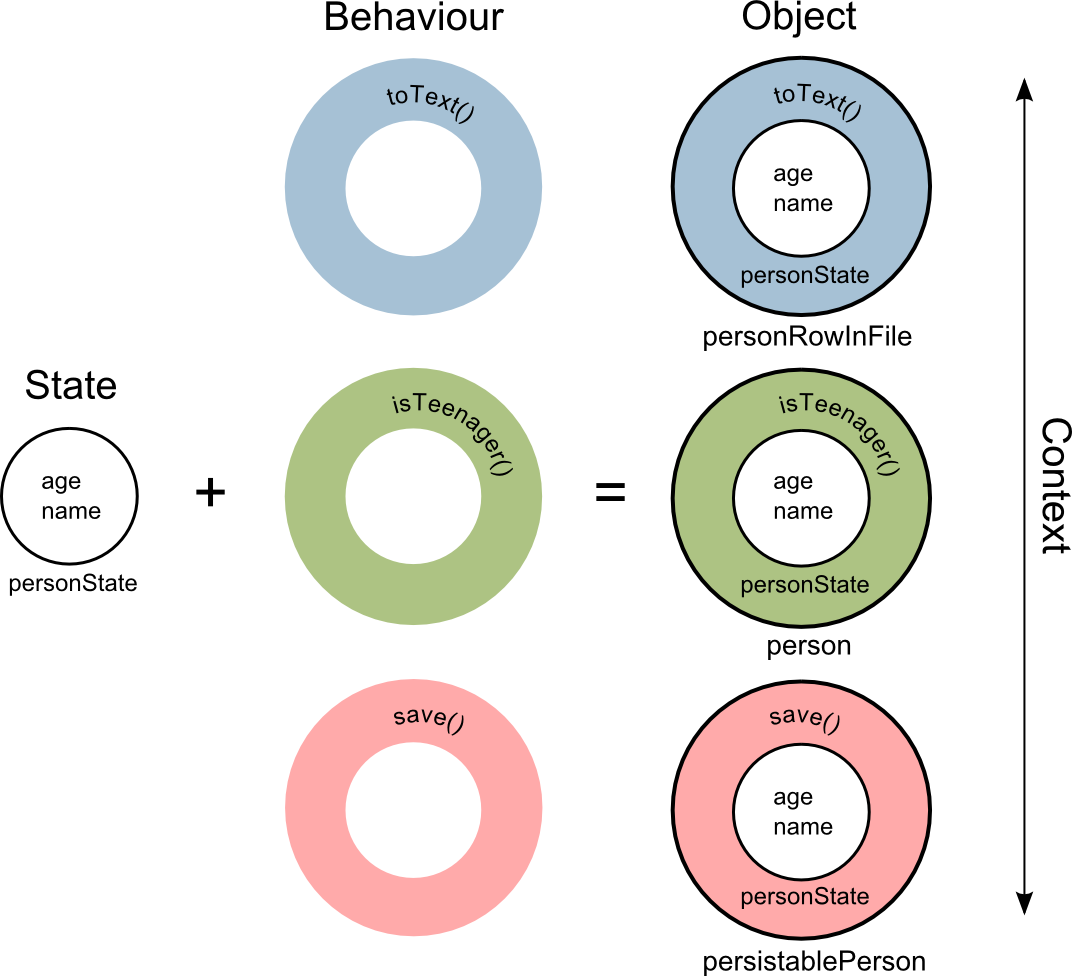 Behaviour
Object
toText()
toText()
age
name
personState
personRowInFile
State
age
name
personState
+
isTeenager()
=
isTeenager()
age
name
personState
person
Context
save()
save()
age
name
personState
persistablePerson